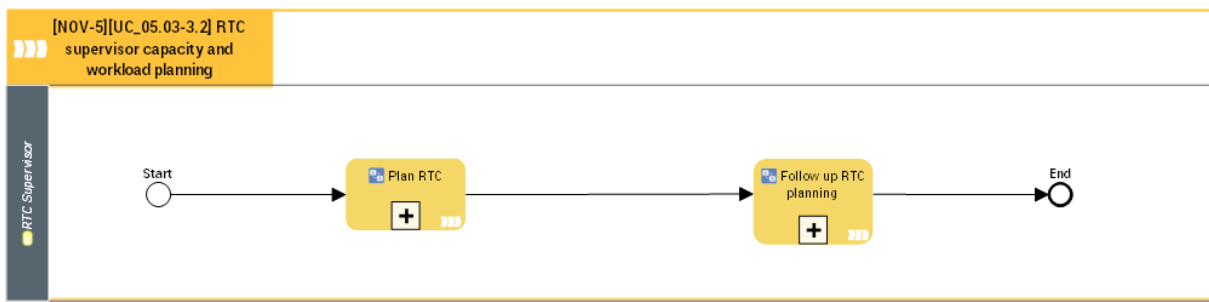 [NOV-5][UC_05.03-3.2] RTC
supervisor capacity and
workload planning
RTC Supervisor
Start
Plan RTC
Follow up RTC
planning
End